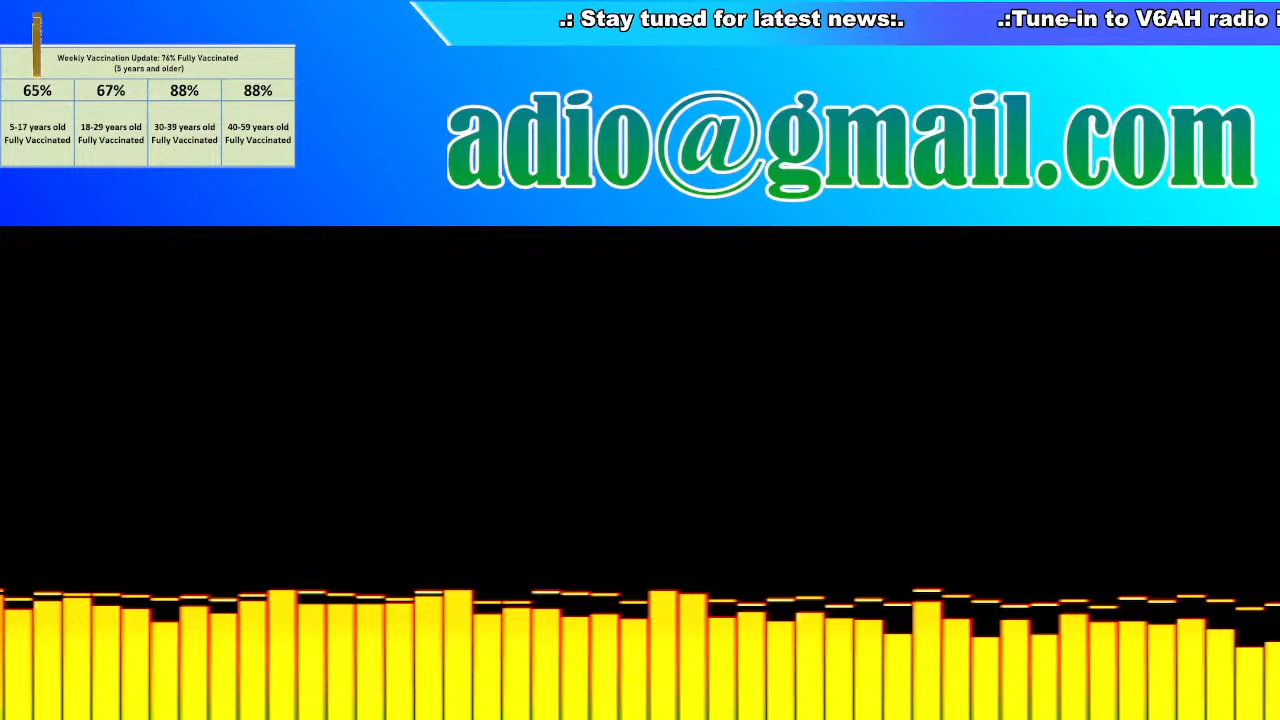 .: Stay tuned for latest news:.
.:Tune-in to V6AH radio
Weekly Vaccination Update: 76% Fully Vaccinated
(5 years and older)
65% 67% 88% 88%
5-17 years old 18-29 years old 30-39 years old 40-59 years old
Fully Vaccinated Fully Vaccinated Fully Vaccinated Fully Vaccinated
adio@gmail.com